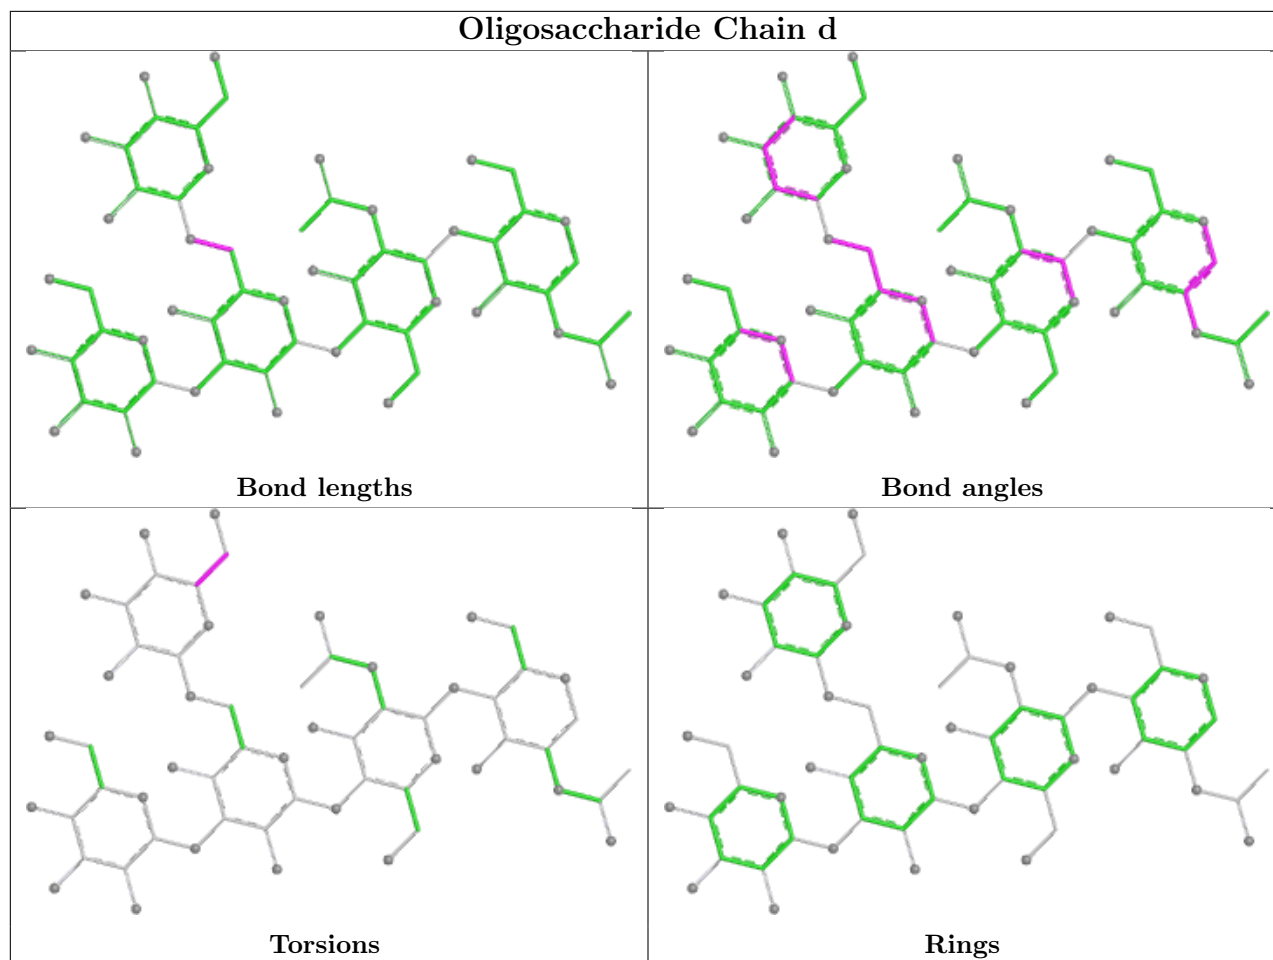 Oligosaccharide Chain d
Bond lengths
Bond angles
Torsions
Rings